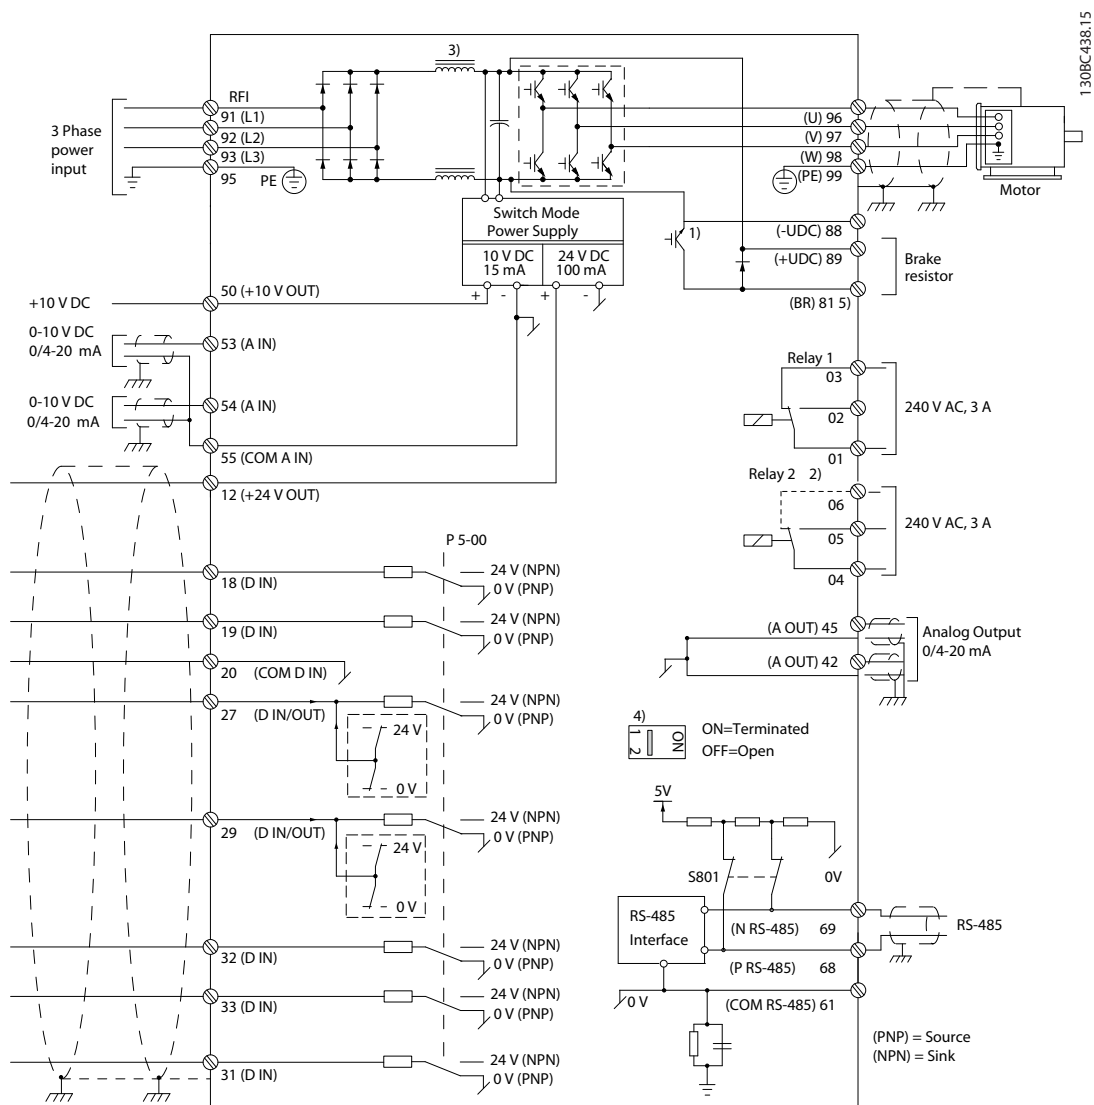 130BC438.15
3 Phase
power
input
RFI
91 (L1)
92 (L2)
93 (L3)
95
PE
3)
(U) 96
(V) 97
(W) 98
(PE) 99
Motor
Switch Mode
Power Supply
10 V DC
15 mA
24 V DC
100 mA
+ - + -
1)
(-UDC) 88
(+UDC) 89
(BR) 81 5)
Brake
resistor
+10 V DC
50 (+10 V OUT)
0-10 V DC
0/4-20 mA
53 (A IN)
0-10 V DC
0/4-20 mA
54 (A IN)
55 (COM A IN)
12 (+24 V OUT)
Relay 1
03
02
01
240 V AC, 3 A
Relay 2 2)
06
05
04
240 V AC, 3 A
P 5-00
18 (D IN)
24 V (NPN)
0 V (PNP)
19 (D IN)
24 V (NPN)
0 V (PNP)
20 (COM D IN)
27 (D IN/OUT)
24 V (NPN)
0 V (PNP)
24 V
0 V
29 (D IN/OUT)
24 V (NPN)
0 V (PNP)
24 V
0 V
32 (D IN)
24 V (NPN)
0 V (PNP)
33 (D IN)
24 V (NPN)
0 V (PNP)
31 (D IN)
24 V (NPN)
0 V (PNP)
(A OUT) 45
(A OUT) 42
Analog Output
0/4-20 mA
4)
1
2
ON
ON=Terminated
OFF=Open
5V
S801
0V
RS-485
Interface
(N RS-485) 69
(P RS-485) 68
RS-485
0 V
(COM RS-485) 61
(PNP) = Source
(NPN) = Sink